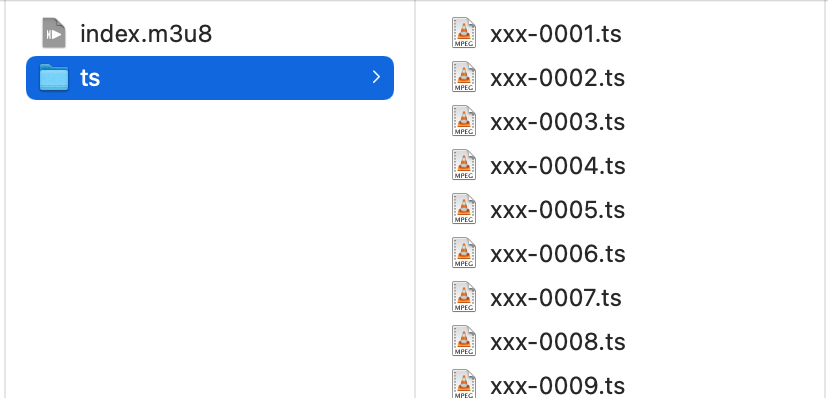 index.m3u8
ts
xxx-0001.ts
MPEG
xxx-0002.ts
MPEG
xxx-0003.ts
MPEG
xxx-0004.ts
MPEG
xxx-0005.ts
MPEG
xxx-0006.ts
MPEG
xxx-0007.ts
MPEG
xxx-0008.ts
MPEG
xxx-0009.ts
MPEG